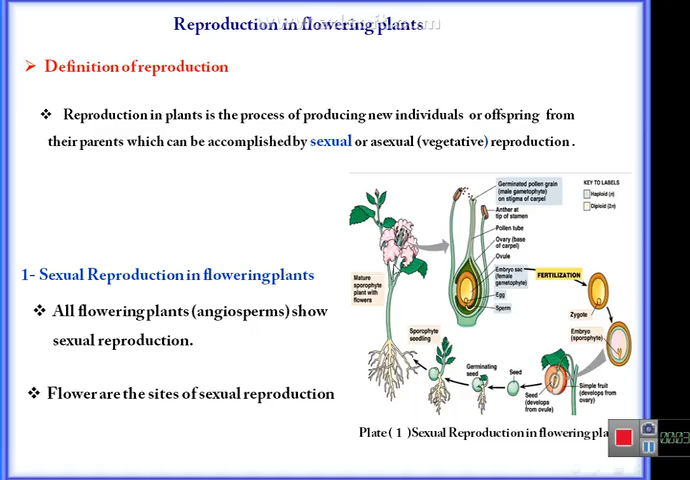 Reproduction in flowering plants
➢ Definition of reproduction
❖ Reproduction in plants is the process of producing new individuals or offspring from
their parents which can be accomplished by sexual or asexual (vegetative) reproduction .
1- Sexual Reproduction in flowering plants
❖ All flowering plants (angiosperms) show
sexual reproduction.
❖ Flower are the sites of sexual reproduction
Germinated pollen grain
(male gametophyte)
on stigma of carpel
Anther at
tip of stamen
Pollen tube
Ovary (base
of carpel)
Ovule
Embryo sac
(female
gametophyte)
Egg
Sperm
KEY TO LABELS
Haploid (n)
Diploid (2n)
FERTILIZATION
Zygote
Embryo
(sporophyte)
Mature
sporophyte
plant with
flowers
Sporophyte
seedling
Germinating
seed
Seed
Simple fruit
(develops from
ovary)
Seed
(develops
from ovule)
Plate ( 1 )Sexual Reproduction in flowering pla
00:03